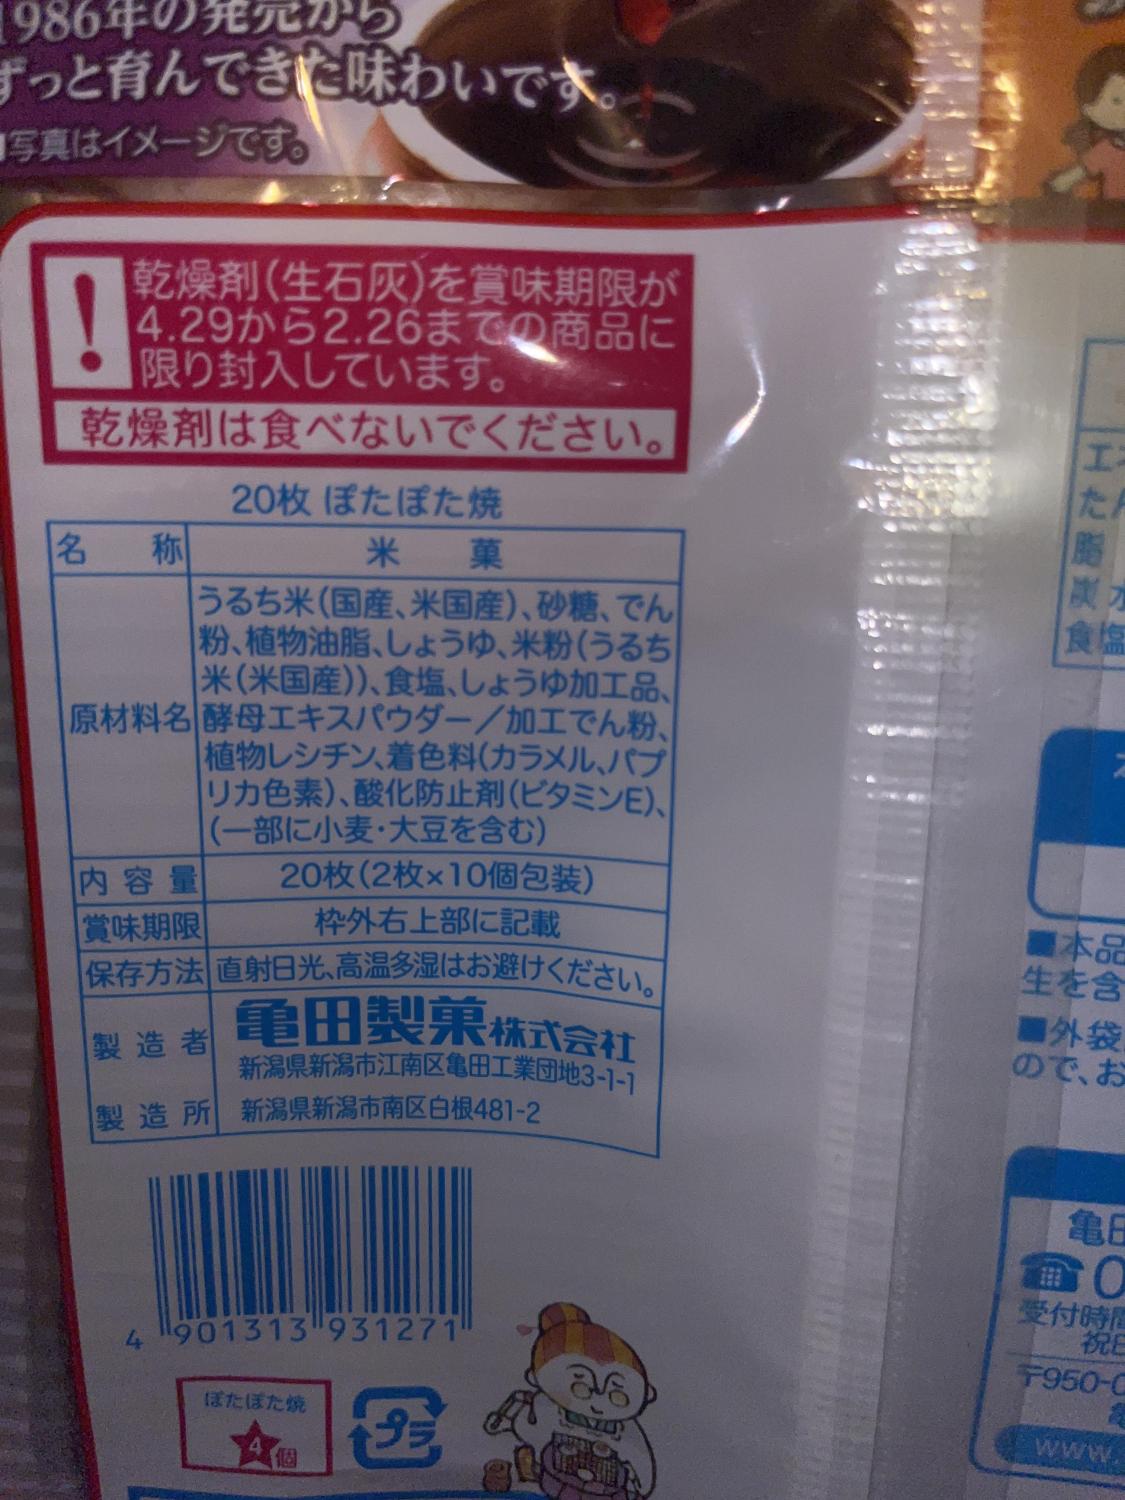 1986年の発売から
ずっと育んできた味わいです。
写真はイメージです。
乾燥剤(生石灰)を賞味期限が
4.29から2.26までの商品に
限り封入しています。
乾燥剤は食べないでください。
20枚 ぽたぽた焼
名 称 米 菓
原材料名
うるち米(国産、米国産)、砂糖、でん
粉、植物油脂、しょうゆ、米粉(うるち
米(米国産))、食塩、しょうゆ加工品、
酵母エキスパウダー/加工でん粉、
植物レシチン、着色料(カラメル、パプ
リカ色素)、酸化防止剤(ビタミンE)、
(一部に小麦・大豆を含む)
内容量 20枚(2枚×10個包装)
賞味期限 枠外右上部に記載
保存方法 直射日光、高温多湿はお避けください。
製造者 亀田製菓株式会社
新潟県新潟市江南区亀田工業団地3-1-1
製造所 新潟県新潟市南区白根481-2
4 901313 931271
ぽたぽた焼
4個
プラ
たん
脂
炭水
食塩
■本品
生を含
■外袋
ので、お
亀田
0
受付時間
祝日
〒950-0
www.